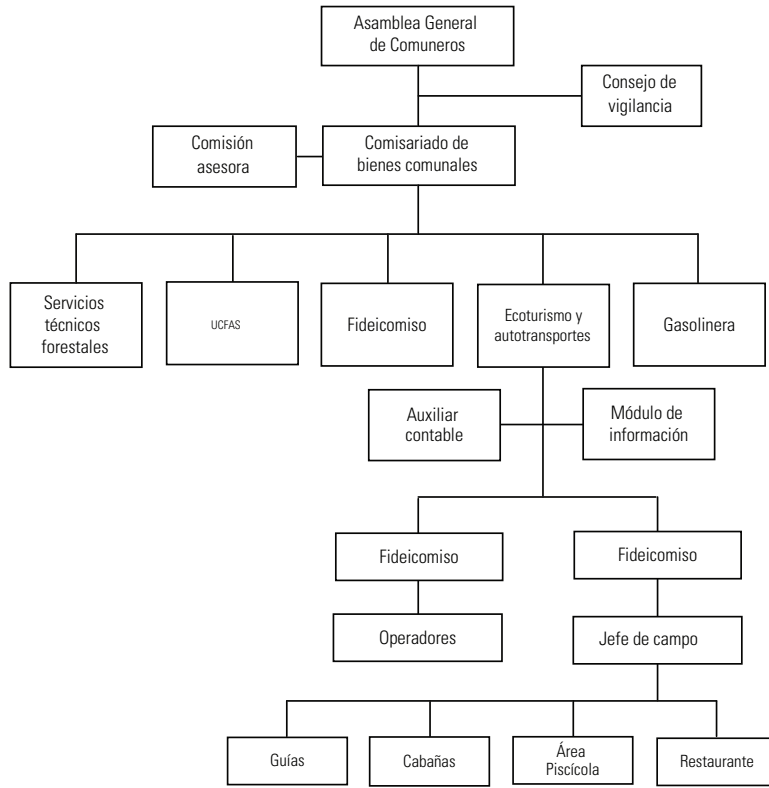 Asamblea General
de Comuneros
Consejo de
vigilancia
Comisión
asesora
Comisariado de
bienes comunales
Servicios
técnicos
forestales
UCFAS
Fideicomiso
Ecoturismo y
autotransportes
Gasolinera
Auxiliar
contable
Módulo de
información
Fideicomiso
Fideicomiso
Operadores
Jefe de campo
Guías
Cabañas
Área
Piscícola
Restaurante